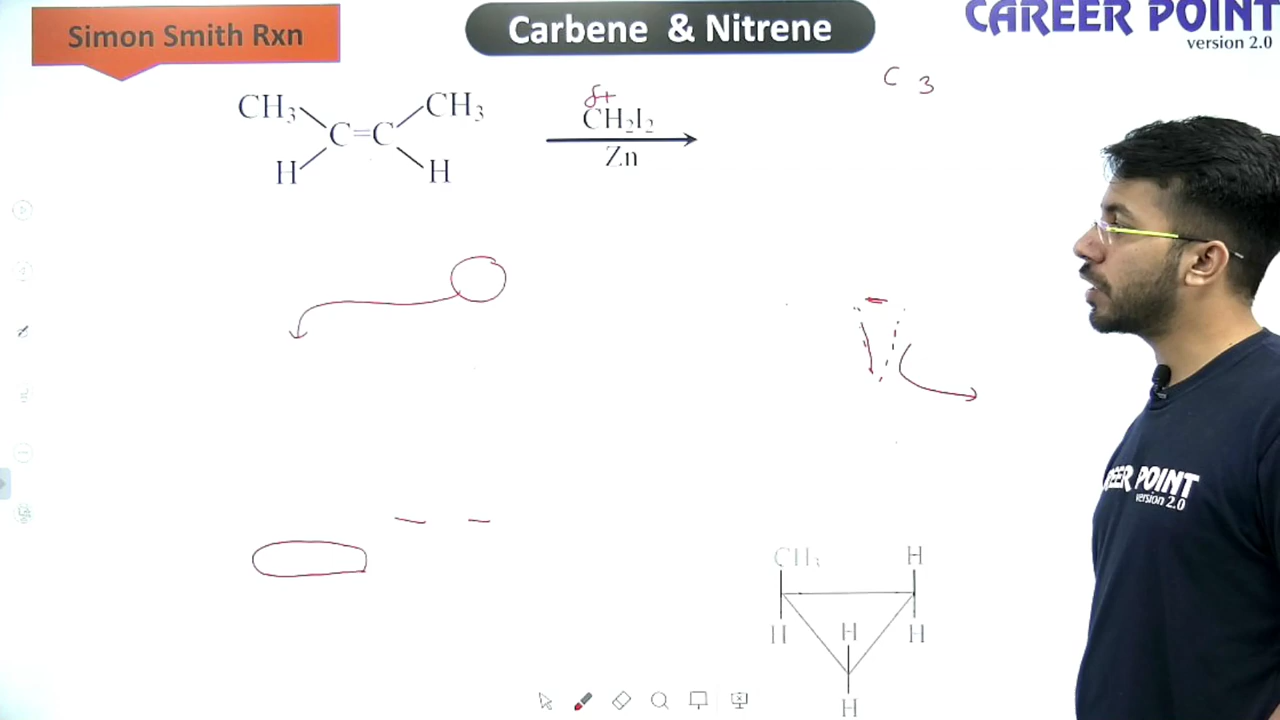 Simon Smith Rxn
Carbene & Nitrene
CAREER POINT
version 2.0
C 3
δ+
CH₃ CH₃
C=C
H H
CH₂I₂
Zn
CAREER POINT
version 2.0
CH₃ H
H H H
H